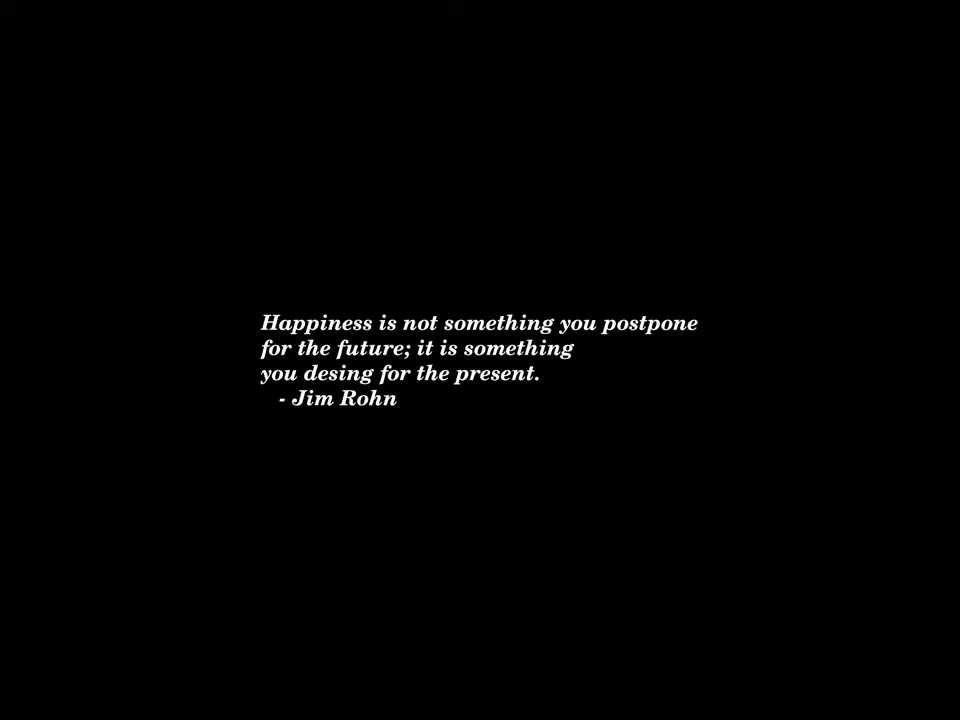 Happiness is not something you postpone
for the future; it is something
you desing for the present.
- Jim Rohn